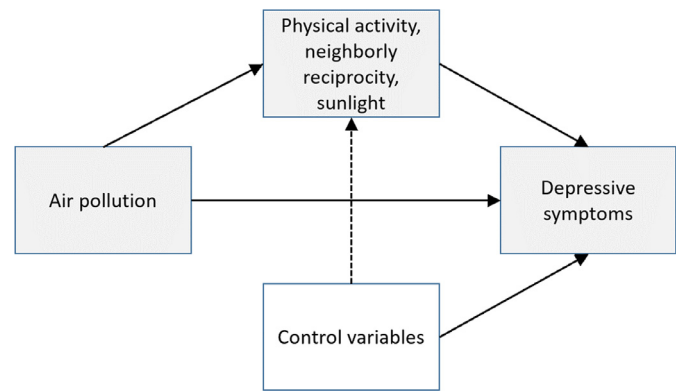 Physical activity,
neighborly
reciprocity,
sunlight
Air pollution
Depressive
symptoms
Control variables